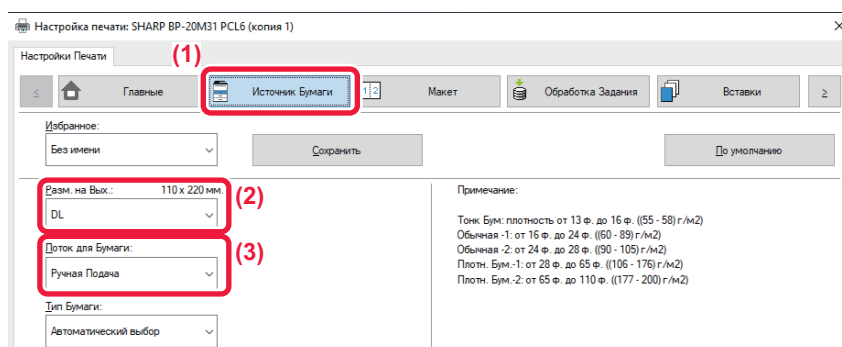 Настройка печати: SHARP BP-20M31 PCL6 (копия 1)
Настройки Печати
(1)
Главные
Источник Бумаги
1 2
Макет
Обработка Задания
Вставки
Избранное:
Без имени
Сохранить
По умолчанию
Разм. на Вых.: 110 x 220 мм.
(2)
DL
Поток для Бумаги:
(3)
Ручная Подача
Тип Бумаги:
Автоматический выбор
Примечание:
Тонк Бум: плотность от 13 ф. до 16 ф. ((55 - 58) г/м2)
Обычная -1: от 16 ф. до 24 ф. ((60 - 89) г/м2)
Обычная -2: от 24 ф. до 28 ф. ((90 - 105) г/м2)
Плотн. Бум.-1: от 28 ф. до 65 ф. ((106 - 176) г/м2)
Плотн. Бум.-2: от 65 ф. до 110 ф. ((177 - 200) г/м2)